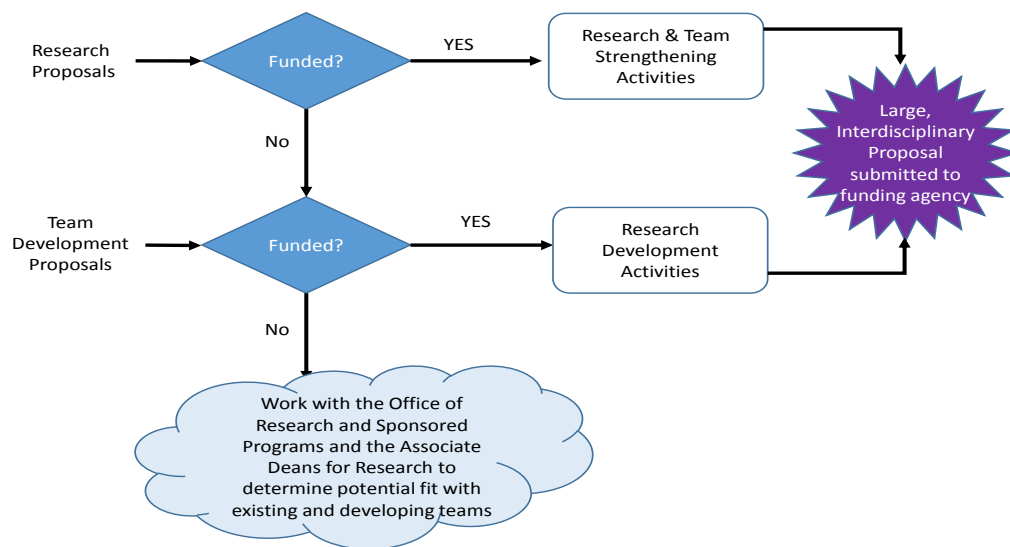 Research
Proposals
Funded?
YES
Research & Team
Strengthening
Activities
Large,
Interdisciplinary
Proposal
submitted to
funding agency
No
Team
Development
Proposals
Funded?
YES
Research
Development
Activities
No
Work with the Office of
Research and Sponsored
Programs and the Associate
Deans for Research to
determine potential fit with
existing and developing teams